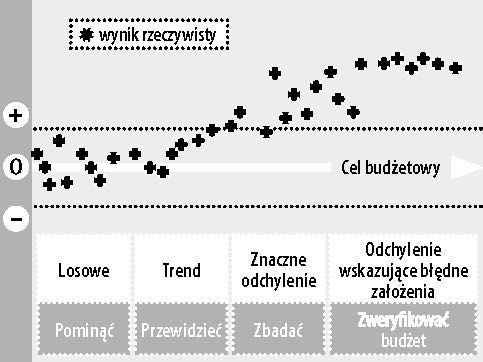 wynik rzeczywisty
+
0
Cel budżetowy
−
Losowe
Trend
Znaczne
odchylenie
Odchylenie
wskazujące błędne
założenia
Pominąć
Przewidzieć
Zbadać
Zweryfikować
budżet